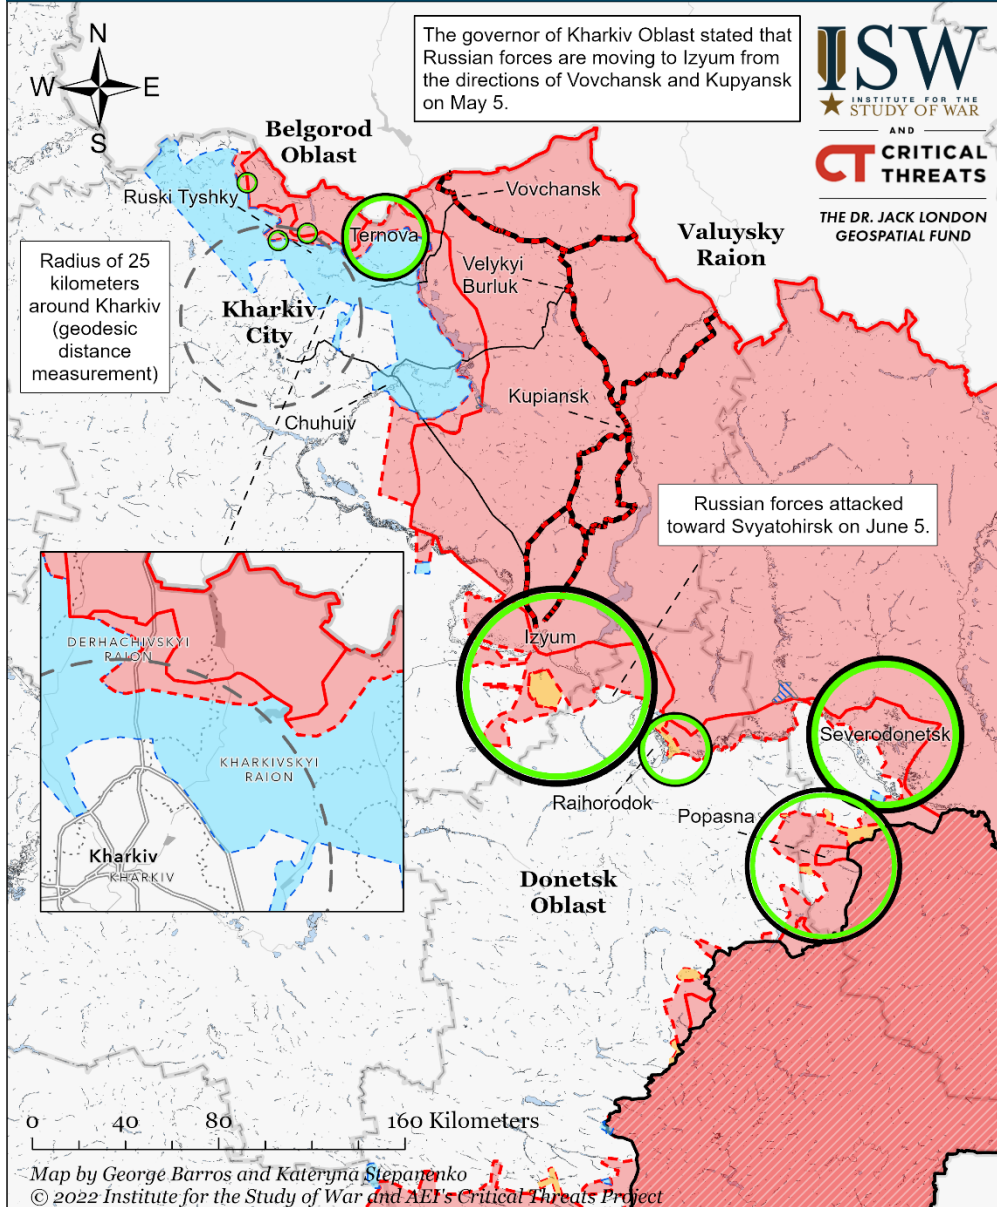 The governor of Kharkiv Oblast stated that
Russian forces are moving to Izyum from
the directions of Vovchansk and Kupyansk
on May 5.
ISW
INSTITUTE FOR THE
STUDY OF WAR
AND
CT CRITICAL
THREATS
THE DR. JACK LONDON
GEOSPATIAL FUND
N
W E
S
Belgorod
Oblast
Ruski Tyshky
Vovchansk
Ternova
Valuysky
Raion
Radius of 25
kilometers
around Kharkiv
(geodesic
distance
measurement)
Velykyi
Burluk
Kharkiv
City
Kupiansk
Chuhuiv
Russian forces attacked
toward Svyatohirsk on June 5.
DERHACHIVSKYI
RAION
KHARKIVSKYI
RAION
Kharkiv
KHARKIV
Izyum
Severodonetsk
Raihorodok
Popasna
Donetsk
Oblast
0 40 80 160 Kilometers
Map by George Barros and Kateryna Stepanenko
© 2022 Institute for the Study of War and AEI's Critical Threats Project